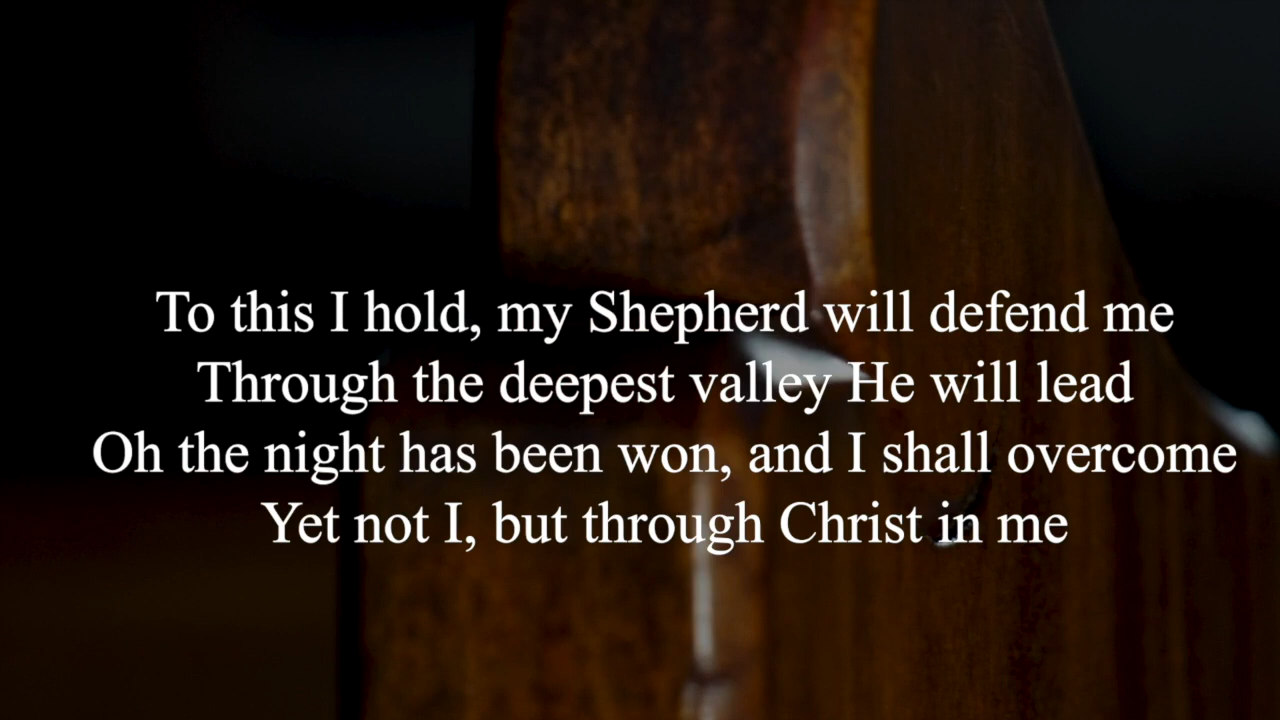 To this I hold, my Shepherd will defend me
Through the deepest valley He will lead
Oh the night has been won, and I shall overcome
Yet not I, but through Christ in me